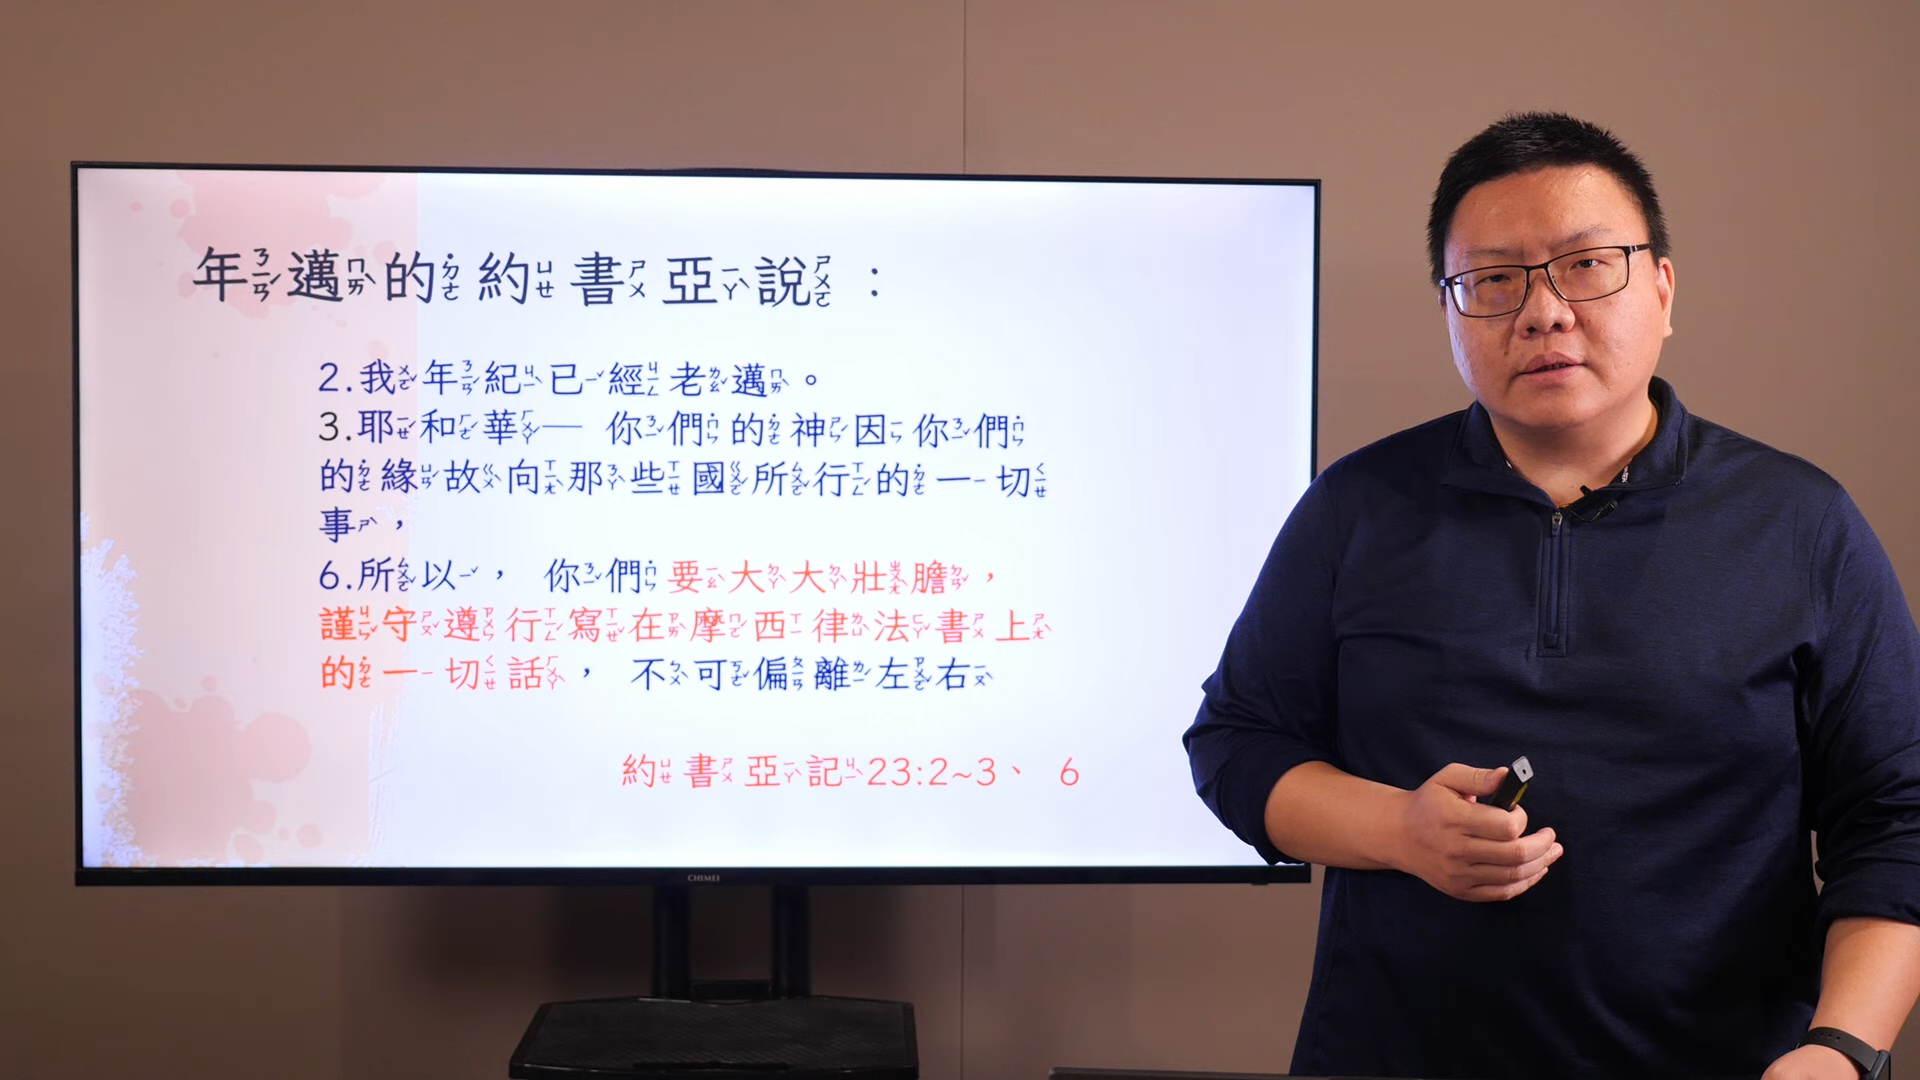 年邁的約書亞說：
2.我年紀已經老邁。
3.耶和華── 你們的神因你們
的緣故向那些國所行的一切
事，
6.所以， 你們要大大壯膽，
謹守遵行寫在摩西律法書上
的一切話， 不可偏離左右
約書亞記23:2~3、 6
CHIMEI